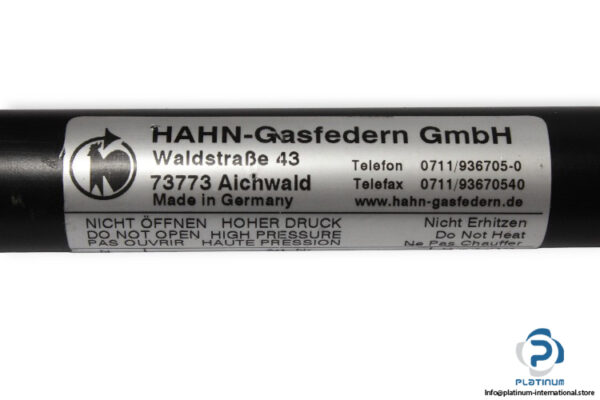 HAHN-Gasfedern GmbH
Waldstraße 43
73773 Aichwald
Made in Germany
Telefon 0711/936705-0
Telefax 0711/93670540
www.hahn-gasfedern.de
NICHT ÖFFNEN HOHER DRUCK Nicht Erhitzen
DO NOT OPEN HIGH PRESSURE Do Not Heat
PAS OUVRIR HAUTE PRESSION Ne Pas Chauffer
PLATINUM
Info@platinum-international.store